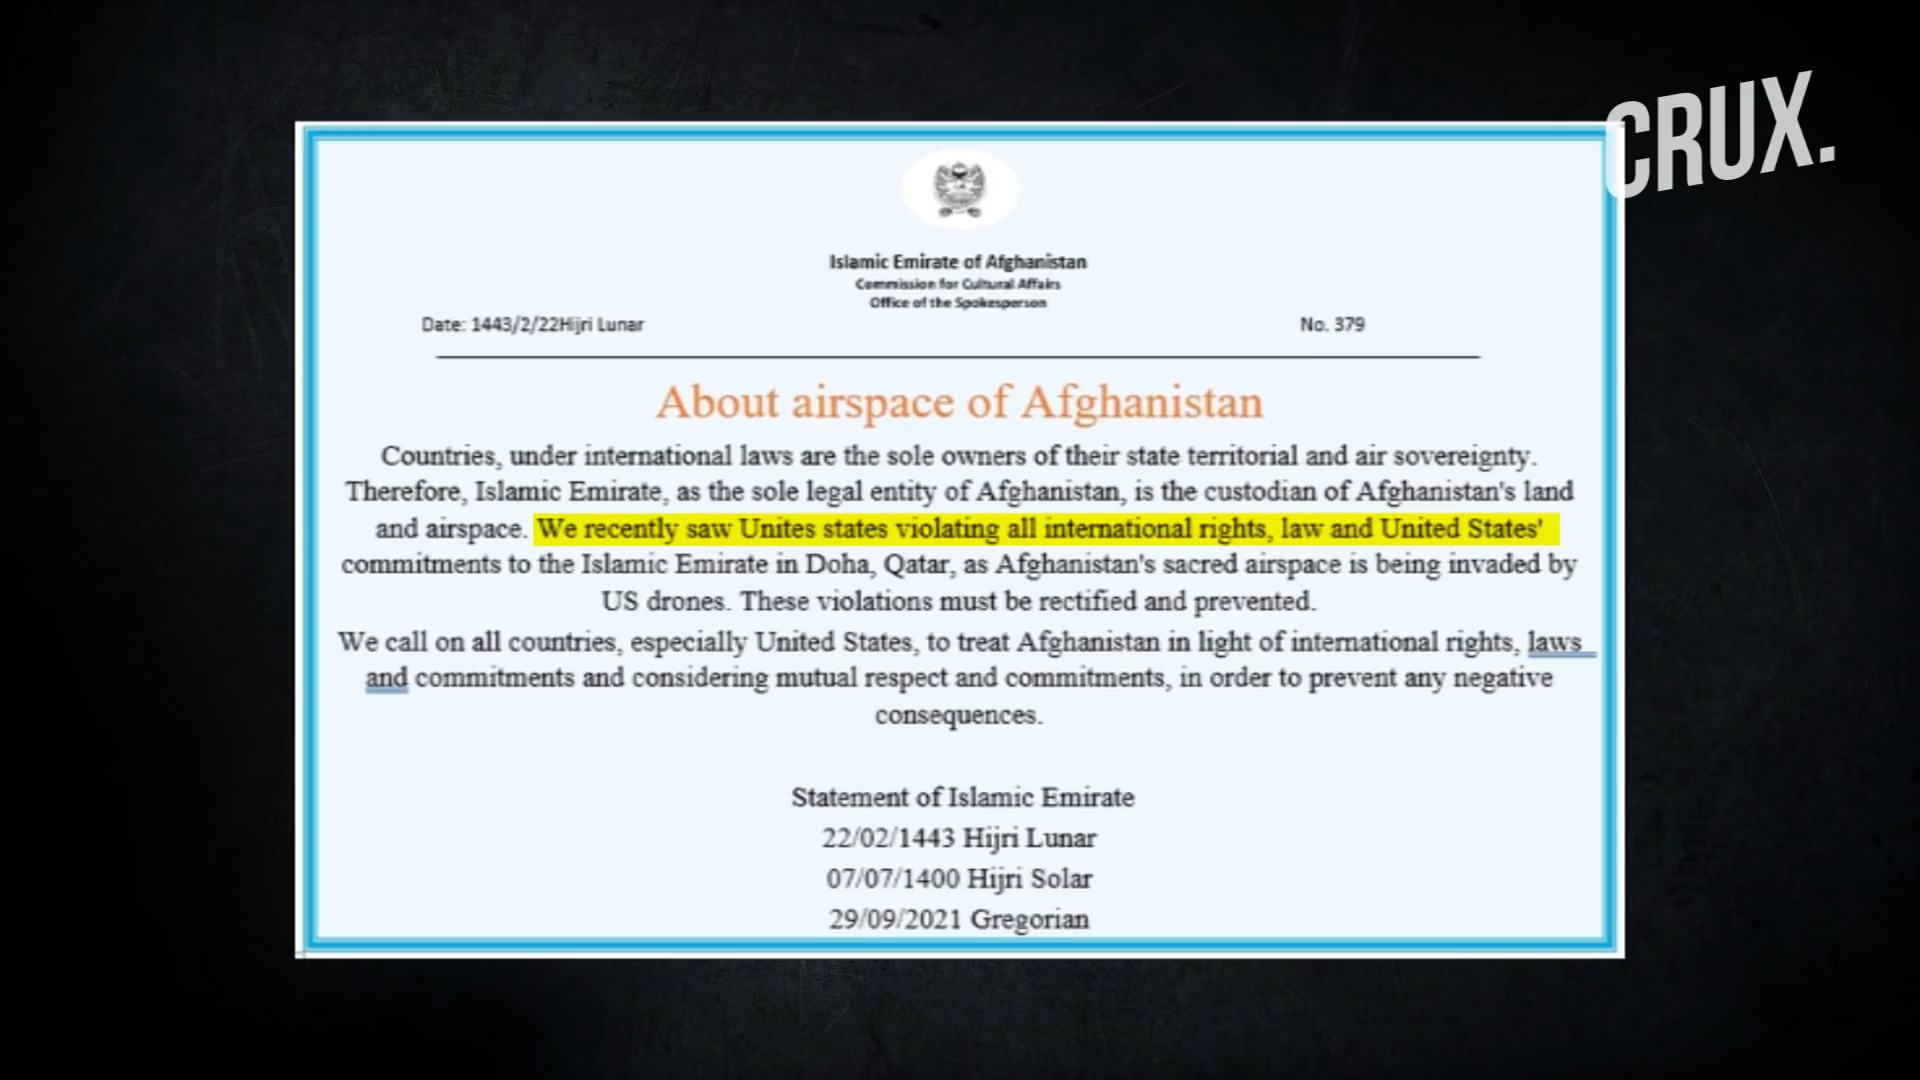 CRUX.
Islamic Emirate of Afghanistan
Commission for Cultural Affairs
Office of the Spokesperson
Date: 1443/2/22Hijri Lunar
No. 379
About airspace of Afghanistan
Countries, under international laws are the sole owners of their state territorial and air sovereignty.
Therefore, Islamic Emirate, as the sole legal entity of Afghanistan, is the custodian of Afghanistan's land
and airspace. We recently saw Unites states violating all international rights, law and United States'
commitments to the Islamic Emirate in Doha, Qatar, as Afghanistan's sacred airspace is being invaded by
US drones. These violations must be rectified and prevented.
We call on all countries, especially United States, to treat Afghanistan in light of international rights, laws
and commitments and considering mutual respect and commitments, in order to prevent any negative
consequences.
Statement of Islamic Emirate
22/02/1443 Hijri Lunar
07/07/1400 Hijri Solar
29/09/2021 Gregorian